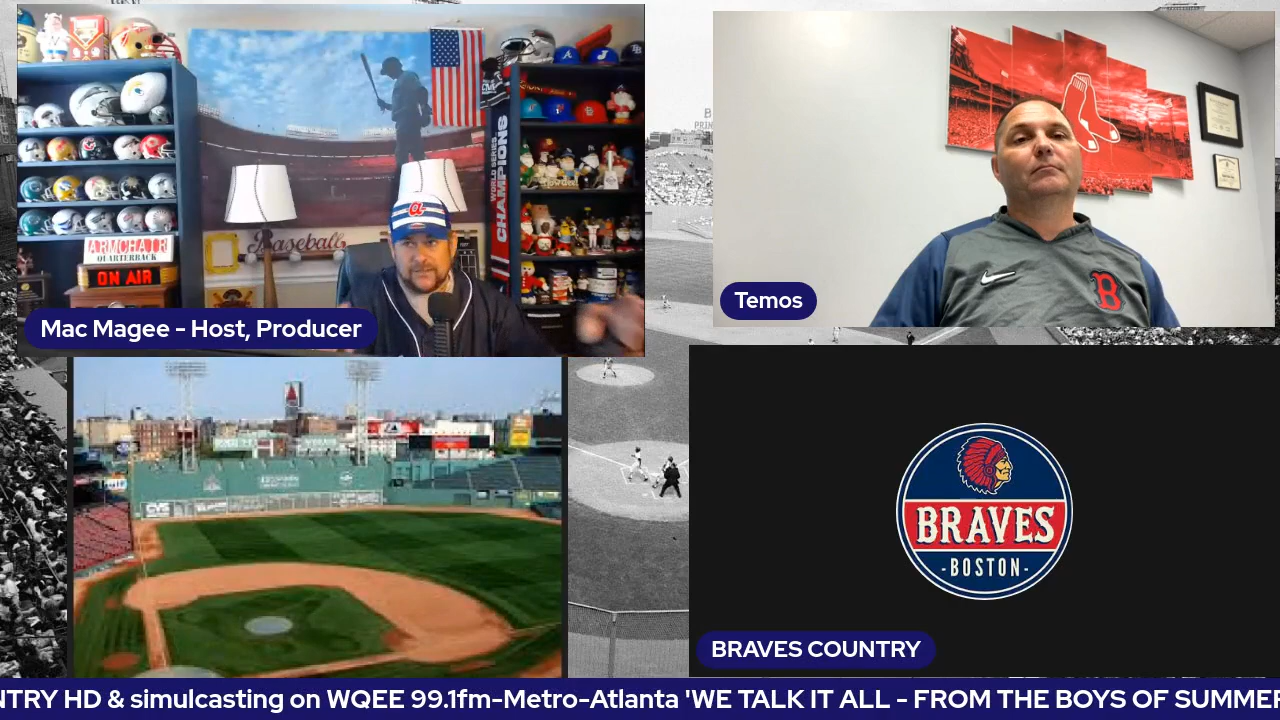 WORLD SERIES
CHAMPIONS
ARMCHAIR
QUARTERBACK
ON AIR
Baseball
a
Mac Magee - Host, Producer
B
Temos
BRAVES
-BOSTON-
BRAVES COUNTRY
NTRY HD & simulcasting on WQEE 99.1fm-Metro-Atlanta 'WE TALK IT ALL - FROM THE BOYS OF SUMMER